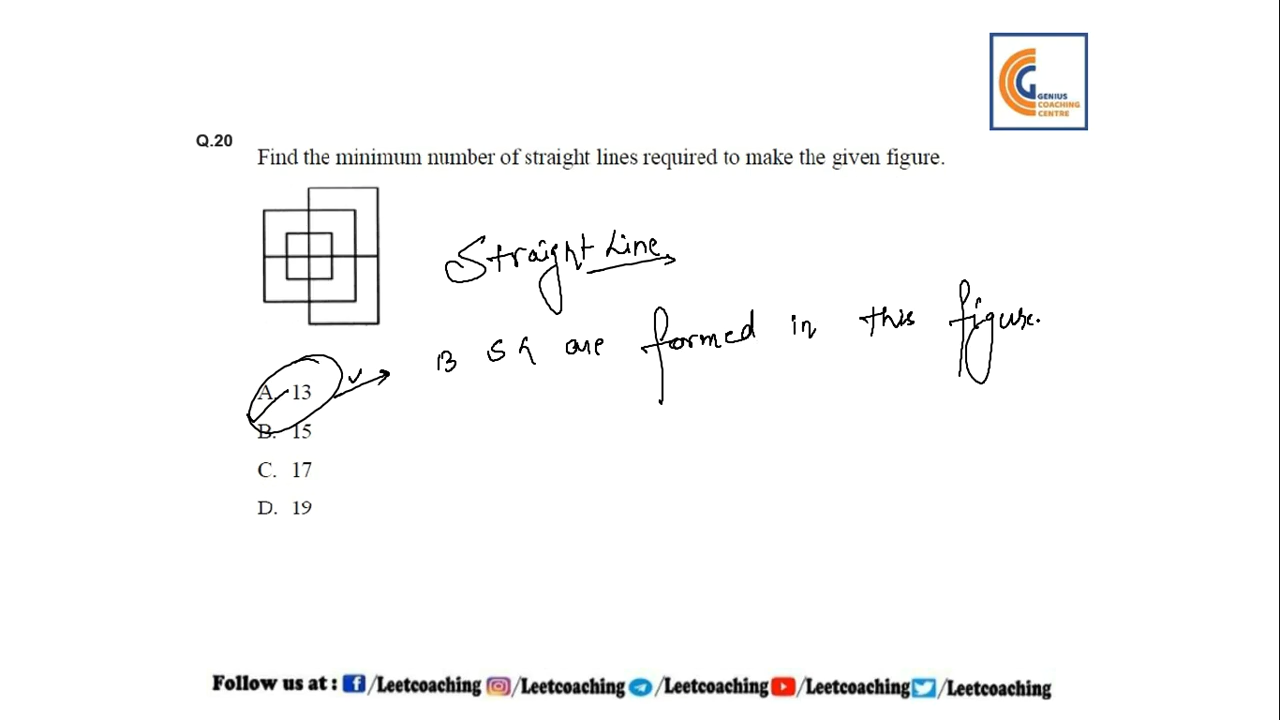 GENIUS
COACHING
CENTRE
Q.20
Find the minimum number of straight lines required to make the given figure.
Straight Line
13 SL are formed in this figure.
A. 13
B. 15
C. 17
D. 19
Follow us at : f/Leetcoaching /Leetcoaching /Leetcoaching /Leetcoaching /Leetcoaching